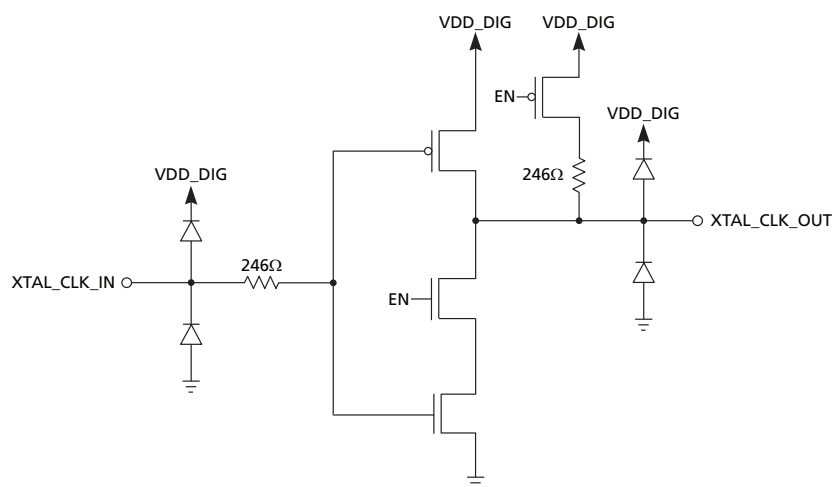 VDD_DIG
VDD_DIG
EN
VDD_DIG
246Ω
VDD_DIG
XTAL_CLK_OUT
246Ω
XTAL_CLK_IN
EN